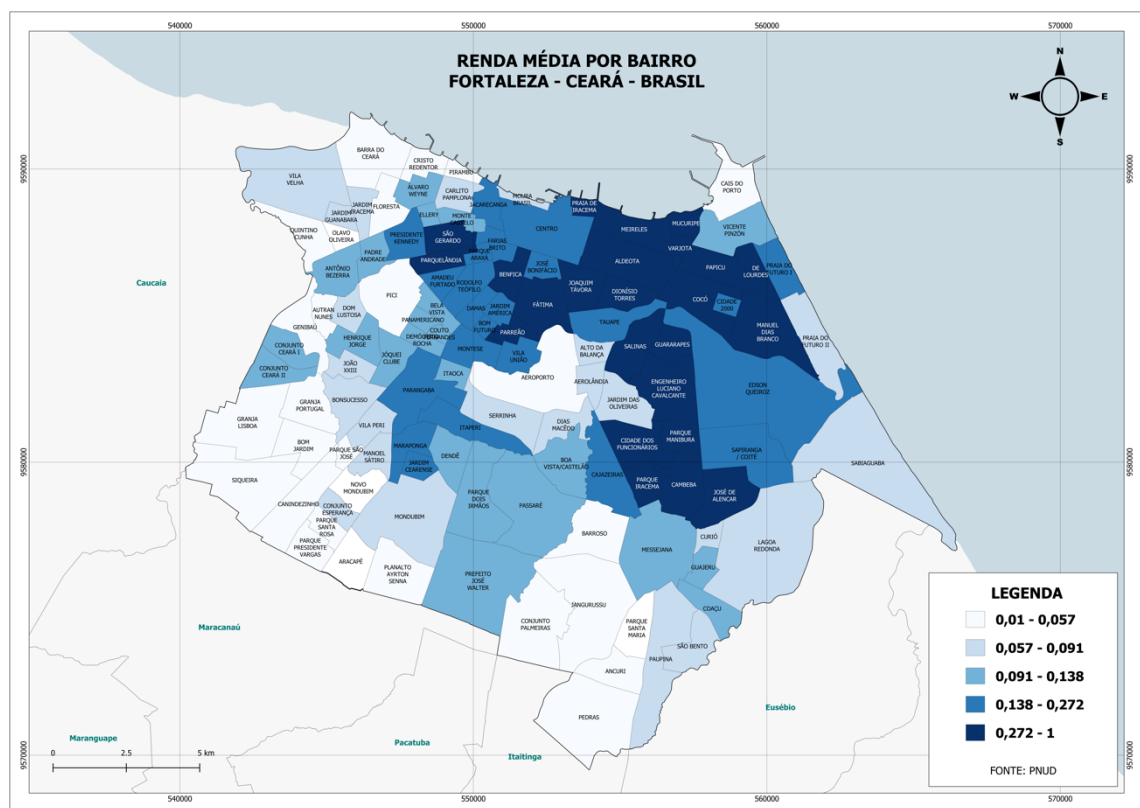 540000
550000
560000
570000
RENDA MÉDIA POR BAIRRO
FORTALEZA - CEARÁ - BRASIL
N
W
E
S
9590000
9590000
BARRA DO
CEARÁ
CRISTO
REDENTOR
PIRAMBU
VILA
VELHA
ÁLVARO
WEYNE
CARLITO
PAMPLONA
JACARECANGA
MOURA
BRASIL
PRAIA DE
IRACEMA
CAIS DO
PORTO
JARDIM
IRACEMA
FLORESTA
JARDIM
GUANABARA
ELLERY
MONTE
CASTELO
CENTRO
MEIRELES
MUCURIPE
VICENTE
PINZÓN
QUINTINO
CUNHA
OLAVO
OLIVEIRA
PRESIDENTE
KENNEDY
SÃO
GERARDO
FARIAS
BRITO
VARJOTA
PADRE
ANDRADE
PARQUELÂNDIA
PARQUE
ARAXÁ
JOSÉ
BONIFÁCIO
ALDEOTA
PAPICU
DE
LOURDES
PRAIA DO
FUTURO I
ANTÔNIO
BEZERRA
AMADEU
FURTADO
RODOLFO
TEÓFILO
BENFICA
JOAQUIM
TÁVORA
DIONÍSIO
TORRES
COCÓ
CIDADE
2000
Caucaia
PICI
BELA
VISTA
DAMAS
JARDIM
AMÉRICA
FÁTIMA
AUTRAN
NUNES
DOM
LUSTOSA
PANAMERICANO
COUTO
FERNANDES
BOM
FUTURO
PARREÃO
TAUAPE
MANUEL
DIAS
BRANCO
GENIBAÚ
HENRIQUE
JORGE
DEMÓCRITO
ROCHA
MONTESE
VILA
UNIÃO
ALTO DA
BALANÇA
SALINAS
GUARARAPES
PRAIA DO
FUTURO II
CONJUNTO
CEARÁ I
JÓQUEI
CLUBE
CONJUNTO
CEARÁ II
JOÃO
XXIII
ITAOCA
AEROPORTO
AEROLÂNDIA
ENGENHEIRO
LUCIANO
CAVALCANTE
EDSON
QUEIROZ
PARANGABA
GRANJA
PORTUGAL
BONSUCESSO
JARDIM DAS
OLIVEIRAS
GRANJA
LISBOA
SERRINHA
DIAS
MACÊDO
VILA PERI
ITAPERI
PARQUE
MANIBURA
CIDADE DOS
FUNCIONÁRIOS
BOM
JARDIM
PARQUE SÃO
JOSÉ
MANOEL
SÁTIRO
MARAPONGA
DENDÊ
BOA
VISTA/CASTELÃO
SAPIRANGA
/ COITÉ
SABIAGUABA
9580000
9580000
JARDIM
CEARENSE
SIQUEIRA
NOVO
MONDUBIM
CAJAZEIRAS
PARQUE
IRACEMA
CAMBEBA
JOSÉ DE
ALENCAR
CANINDEZINHO
CONJUNTO
ESPERANÇA
MONDUBIM
PARQUE
DOIS
IRMÃOS
PASSARÉ
PARQUE
SANTA
ROSA
BARROSO
CURIÓ
LAGOA
REDONDA
PARQUE
PRESIDENTE
VARGAS
ARACAPÉ
PLANALTO
AYRTON
SENNA
MESSEJANA
GUAJERU
PREFEITO
JOSÉ
WALTER
JANGURUSSU
COAÇU
CONJUNTO
PALMEIRAS
PARQUE
SANTA
MARIA
SÃO BENTO
PAUPINA
ANCURI
PEDRAS
Maracanaú
Eusébio
Maranguape
Pacatuba
Itaitinga
0
2.5
5 km
LEGENDA
0,01 - 0,057
0,057 - 0,091
0,091 - 0,138
0,138 - 0,272
0,272 - 1
FONTE: PNUD
9570000
9570000
540000
550000
560000
570000